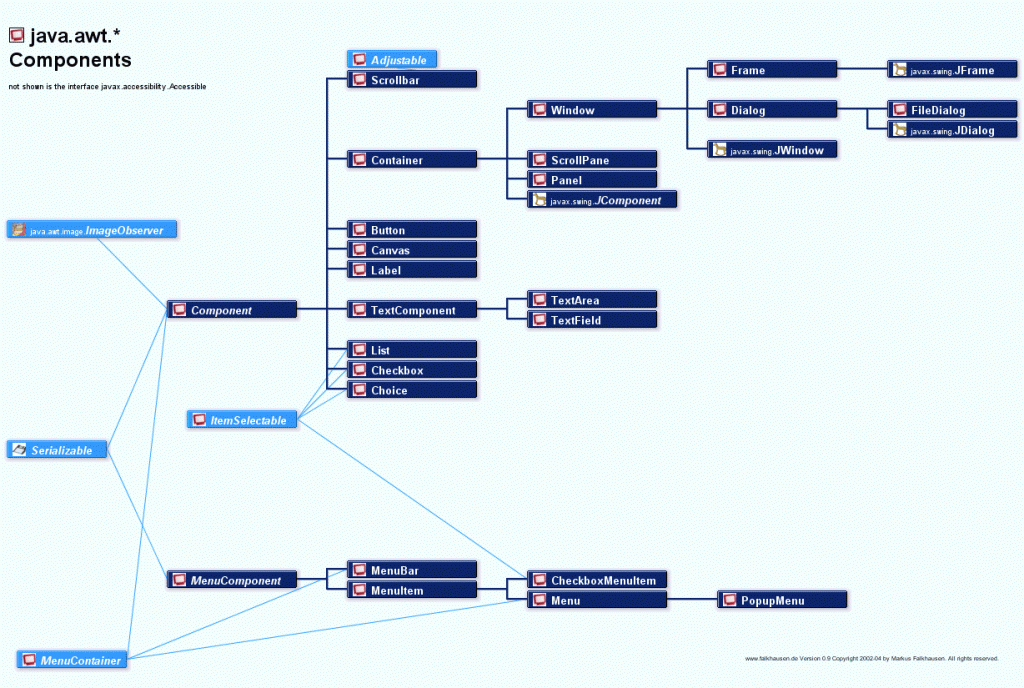 java.awt.*
Components
not shown is the interface javax.accessibility.Accessible
Adjustable
Scrollbar
Container
Window
Frame
javax.swing.JFrame
Dialog
FileDialog
javax.swing.JDialog
javax.swing.JWindow
ScrollPane
Panel
javax.swing.JComponent
java.awt.image.ImageObserver
Button
Canvas
Label
Component
TextComponent
TextArea
TextField
List
Checkbox
Choice
ItemSelectable
Serializable
MenuComponent
MenuBar
MenuItem
CheckboxMenuItem
Menu
PopupMenu
MenuContainer
www.falkhausen.de Version 0.9 Copyright 2002-04 by Markus Falkhausen. All rights reserved.